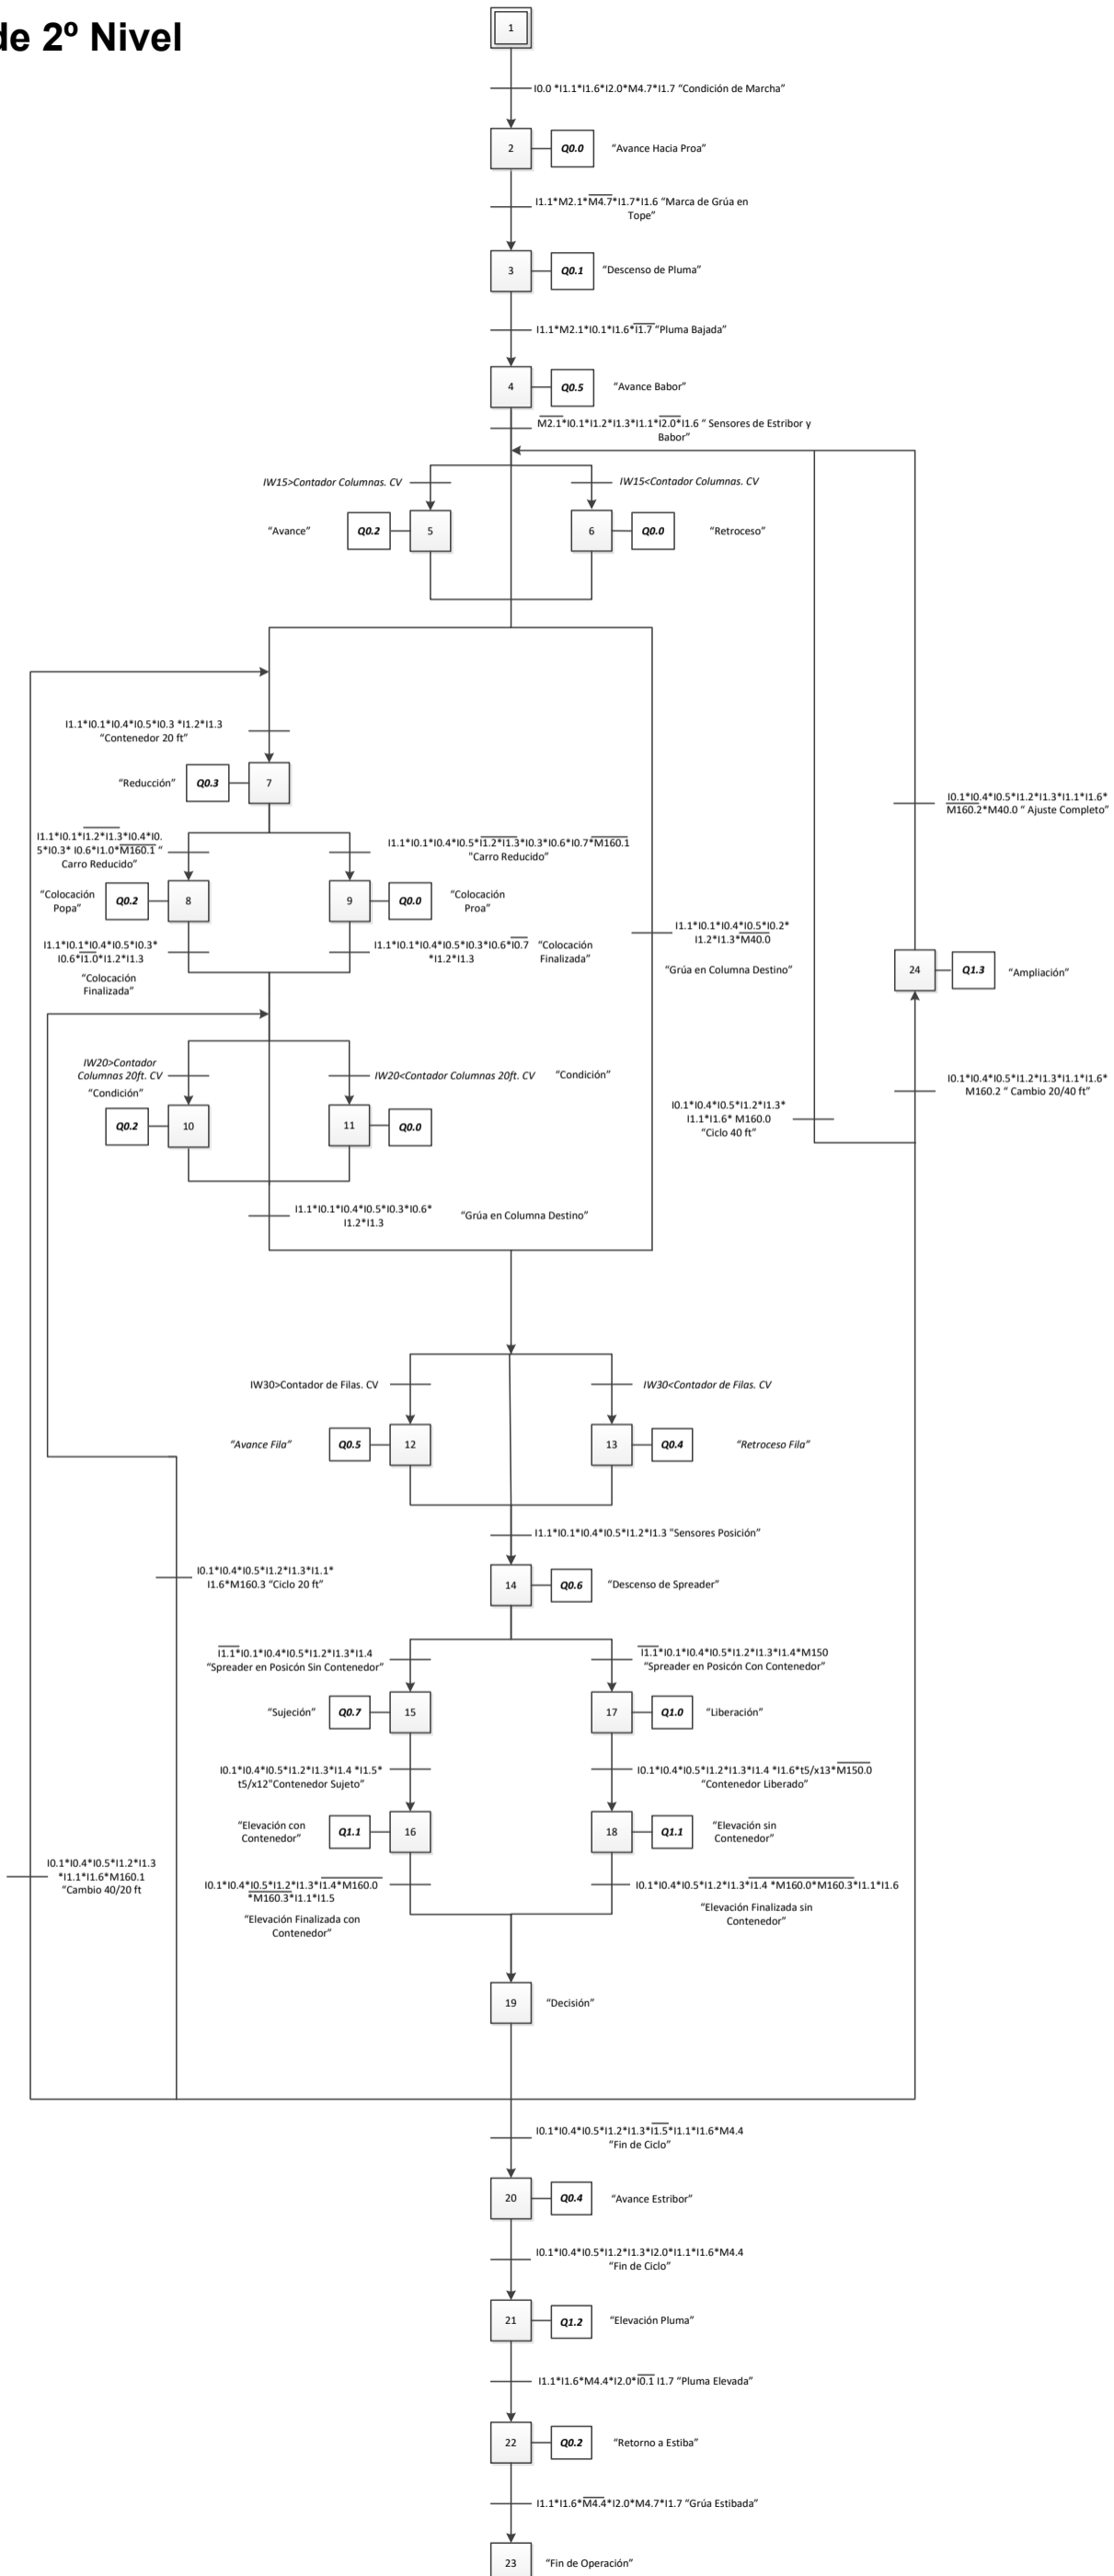 de 2º Nivel
1
I0.0 *I1.1*I1.6*I2.0*M4.7*I1.7 “Condición de Marcha”
2
Q0.0
“Avance Hacia Proa”
I1.1*M2.1*M4.7*I1.7*I1.6 “Marca de Grúa en
Tope”
3
Q0.1
“Descenso de Pluma”
I1.1*M2.1*I0.1*I1.6*I1.7 “Pluma Bajada”
4
Q0.5
“Avance Babor”
M2.1*I0.1*I1.2*I1.3*I1.1*I2.0*I1.6 “ Sensores de Estribor y
Babor”
IW15>Contador Columnas. CV
IW15<Contador Columnas. CV
“Avance”
Q0.2
5
6
Q0.0
“Retroceso”
I1.1*I0.1*I0.4*I0.5*I0.3 *I1.2*I1.3
“Contenedor 20 ft”
“Reducción”
Q0.3
7
I0.1*I0.4*I0.5*I1.2*I1.3*I1.1*I1.6*
M160.2*M40.0 “ Ajuste Completo”
I1.1*I0.1*I1.2*I1.3*I0.4*I0.
5*I0.3* I0.6*I1.0*M160.1 “
Carro Reducido”
I1.1*I0.1*I0.4*I0.5*I1.2*I1.3*I0.3*I0.6*I0.7*M160.1
"Carro Reducido”
“Colocación
Popa”
Q0.2
8
9
Q0.0
“Colocación
Proa”
I1.1*I0.1*I0.4*I0.5*I0.3*
I0.6*I1.0*I1.2*I1.3
“Colocación
Finalizada”
I1.1*I0.1*I0.4*I0.5*I0.3*I0.6*I0.7
*I1.2*I1.3
“Colocación
Finalizada”
I1.1*I0.1*I0.4*I0.5*I0.2*
I1.2*I1.3*M40.0
“Grúa en Columna Destino”
24
Q1.3
“Ampliación”
IW20>Contador
Columnas 20ft. CV
“Condición”
IW20<Contador Columnas 20ft. CV
“Condición”
Q0.2
10
11
Q0.0
I0.1*I0.4*I0.5*I1.2*I1.3*
I1.1*I1.6* M160.0
“Ciclo 40 ft”
I0.1*I0.4*I0.5*I1.2*I1.3*I1.1*I1.6*
M160.2 “ Cambio 20/40 ft”
I1.1*I0.1*I0.4*I0.5*I0.3*I0.6*
I1.2*I1.3
“Grúa en Columna Destino”
IW30>Contador de Filas. CV
IW30<Contador de Filas. CV
“Avance Fila”
Q0.5
12
13
Q0.4
“Retroceso Fila”
I1.1*I0.1*I0.4*I0.5*I1.2*I1.3 "Sensores Posición”
I0.1*I0.4*I0.5*I1.2*I1.3*I1.1*
I1.6*M160.3 “Ciclo 20 ft”
14
Q0.6
“Descenso de Spreader”
I1.1*I0.1*I0.4*I0.5*I1.2*I1.3*I1.4
“Spreader en Posicón Sin Contenedor”
I1.1*I0.1*I0.4*I0.5*I1.2*I1.3*I1.4*M150
“Spreader en Posicón Con Contenedor”
“Sujeción”
Q0.7
15
17
Q1.0
“Liberación”
I0.1*I0.4*I0.5*I1.2*I1.3*I1.4 *I1.5*
t5/x12"Contenedor Sujeto”
I0.1*I0.4*I0.5*I1.2*I1.3*I1.4 *I1.6*t5/x13*M150.0
“Contenedor Liberado”
“Elevación con
Contenedor”
Q1.1
16
18
Q1.1
“Elevación sin
Contenedor”
I0.1*I0.4*I0.5*I1.2*I1.3
*I1.1*I1.6*M160.1
“Cambio 40/20 ft
I0.1*I0.4*I0.5*I1.2*I1.3*I1.4*M160.0
*M160.3*I1.1*I1.5
“Elevación Finalizada con
Contenedor”
I0.1*I0.4*I0.5*I1.2*I1.3*I1.4 *M160.0*M160.3*I1.1*I1.6
“Elevación Finalizada sin
Contenedor”
19
“Decisión”
I0.1*I0.4*I0.5*I1.2*I1.3*I1.5*I1.1*I1.6*M4.4
“Fin de Ciclo”
20
Q0.4
“Avance Estribor”
I0.1*I0.4*I0.5*I1.2*I1.3*I2.0*I1.1*I1.6*M4.4
“Fin de Ciclo”
21
Q1.2
“Elevación Pluma”
I1.1*I1.6*M4.4*I2.0*I0.1 I1.7 “Pluma Elevada”
22
Q0.2
“Retorno a Estiba”
I1.1*I1.6*M4.4*I2.0*M4.7*I1.7 “Grúa Estibada”
23
“Fin de Operación”